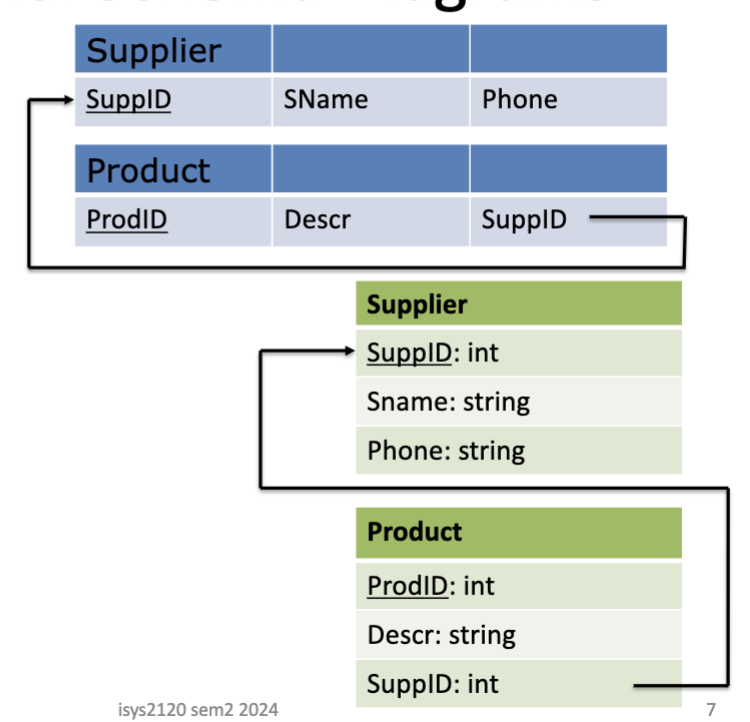 Supplier
SuppID SName Phone
Product
ProdID Descr SuppID
Supplier
SuppID: int
Sname: string
Phone: string
Product
ProdID: int
Descr: string
SuppID: int
isys2120 sem2 2024 7